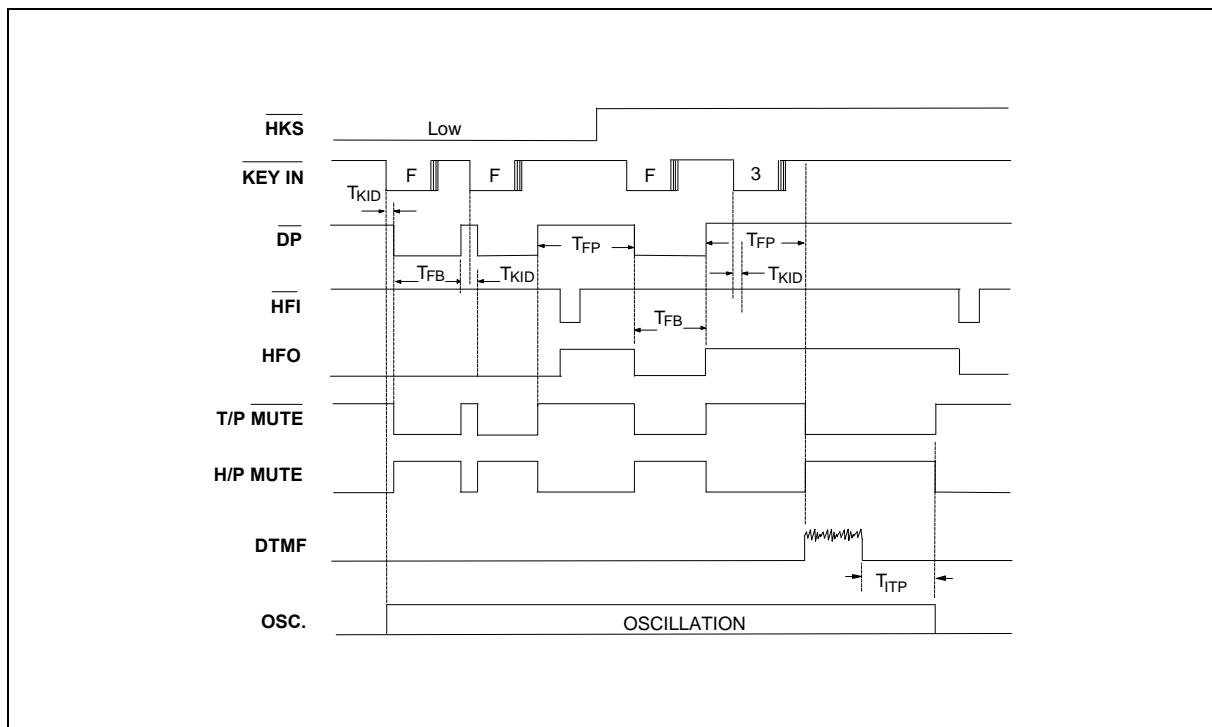 HKS Low
KEY IN F F F 3
TKID
DP TFP TFP
TFB TKID TKID
HFI
TFB
HFO
T/P MUTE
H/P MUTE
DTMF
TITP
OSC. OSCILLATION